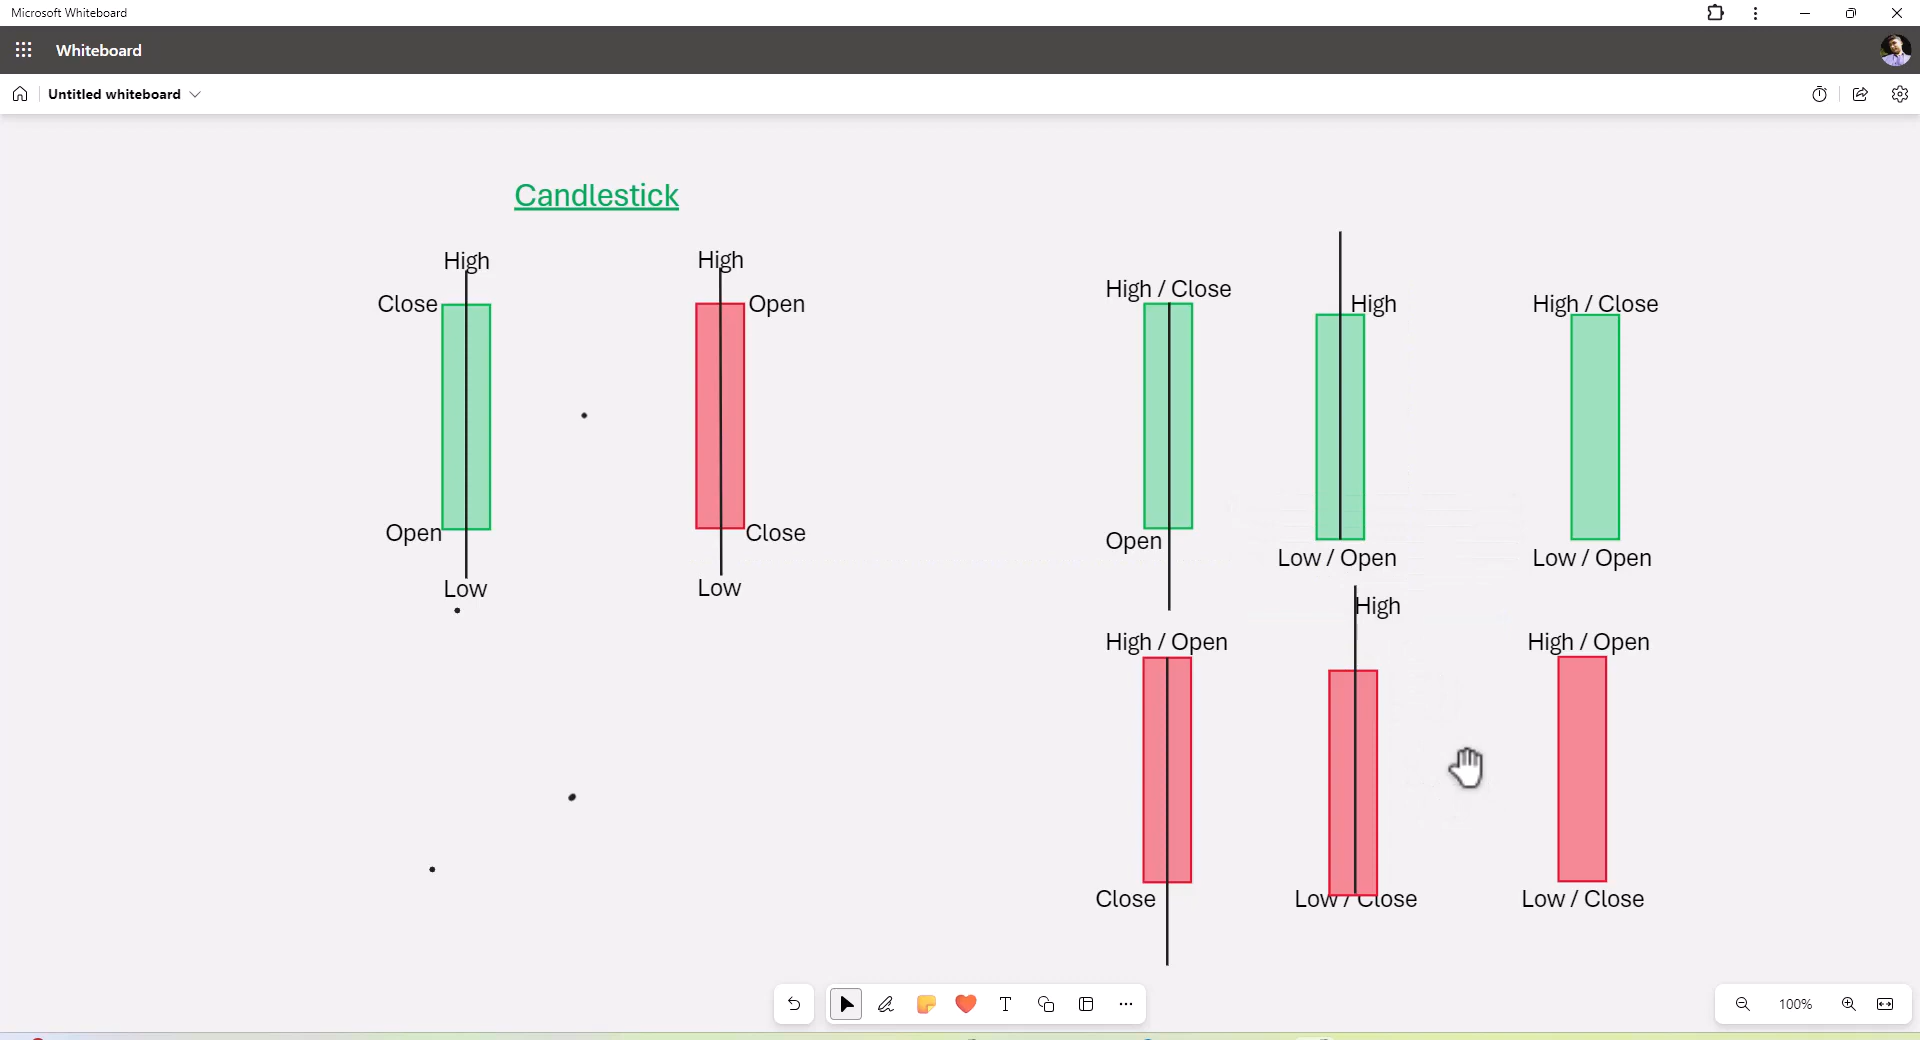 Microsoft Whiteboard
Whiteboard
Untitled whiteboard
Candlestick
High
Close
Open
Low
High
Open
Close
Low
High / Close
Open
High
Low / Open
High / Close
Low / Open
High / Open
Close
High
Low / Close
High / Open
Low / Close
T
100%